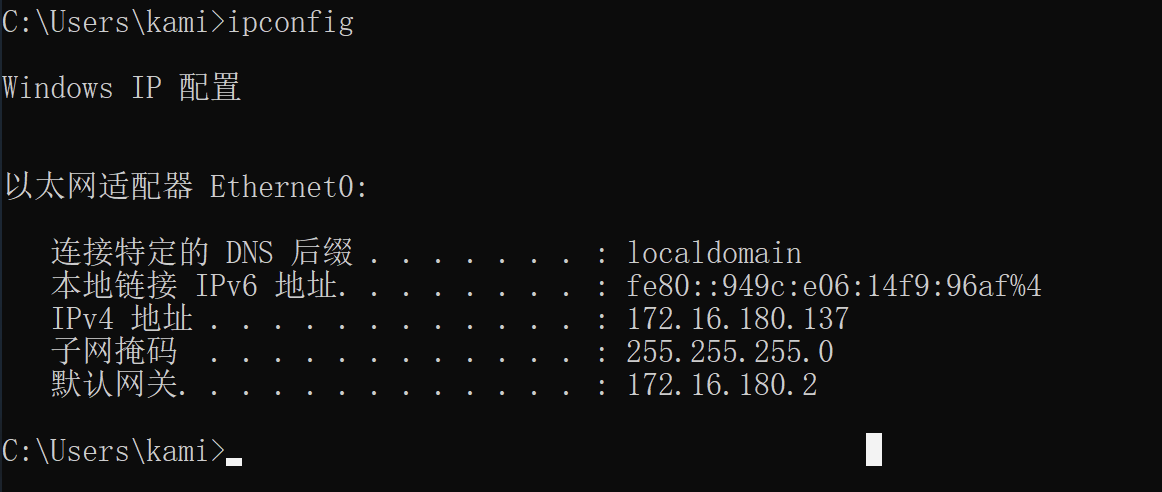 C:\Users\kami>ipconfig
Windows IP 配置
以太网适配器 Ethernet0:
连接特定的 DNS 后缀 . . . . . . . : localdomain
本地链接 IPv6 地址. . . . . . . . : fe80::949c:e06:14f9:96af%4
IPv4 地址 . . . . . . . . . . . . : 172.16.180.137
子网掩码  . . . . . . . . . . . . : 255.255.255.0
默认网关. . . . . . . . . . . . . : 172.16.180.2
C:\Users\kami>